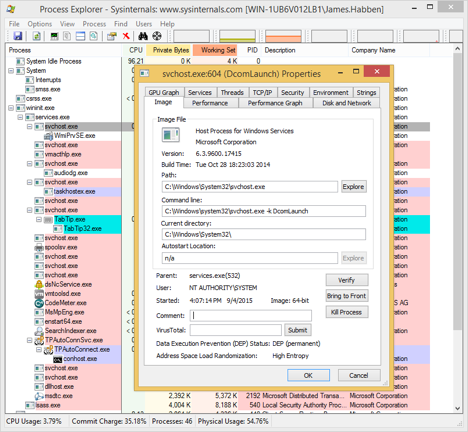 Process Explorer - Sysinternals: www.sysinternals.com [WIN-1UB6V012LB1\James.Habben]
File Options View Process Find Users Help
Process CPU Private Bytes Working Set PID Description Company Name
System Idle Process 96.21 0 K 4 K 0
System
Interrupts
smss.exe
csrss.exe
wininit.exe
services.exe
svchost.exe
WmiPrvSE.exe
svchost.exe
vmacthlp.exe
svchost.exe
audiodg.exe
svchost.exe
taskhostex.exe
svchost.exe
TabTip.exe
TabTip32.exe
svchost.exe
spoolsv.exe
svchost.exe
dsNcService.exe
vmtoolsd.exe
CodeMeter.exe
MsMpEng.exe
enstart64.exe
SearchIndexer.exe
TPAutoConnSvc.exe
TPAutoConnect.exe
conhost.exe
svchost.exe
svchost.exe
dllhost.exe
msdtc.exe 2,392 K 5,372 K 2192 Microsoft Distributed Transa... Microsoft Corporation
lsass.exe 4,004 K 8,188 K 540 Local Security Authority Proc... Microsoft Corporation
CPU Usage: 3.79% Commit Charge: 35.18% Processes: 46 Physical Usage: 54.76%
svchost.exe:604 (DcomLaunch) Properties
GPU Graph Services Threads TCP/IP Security Environment Strings
Image Performance Performance Graph Disk and Network
Image File
Host Process for Windows Services
Microsoft Corporation
Version: 6.3.9600.17415
Build Time: Tue Oct 28 18:23:03 2014
Path:
C:\Windows\System32\svchost.exe Explore
Command line:
C:\Windows\system32\svchost.exe -k DcomLaunch
Current directory:
C:\Windows\System32\
Autostart Location:
n/a Explore
Parent: services.exe(532)
Verify
User: NT AUTHORITY\SYSTEM
Started: 4:07:14 PM 9/4/2015 Image: 64-bit
Bring to Front
Comment:
Kill Process
VirusTotal: Submit
Data Execution Prevention (DEP) Status: DEP (permanent)
Address Space Load Randomization: High Entropy
OK Cancel